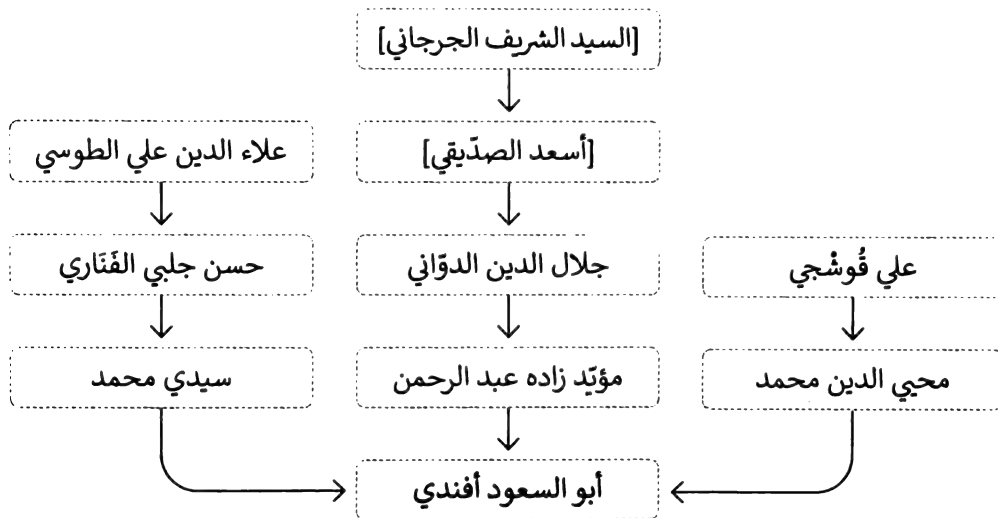 [السيد الشريف الجرجاني]
علاء الدين علي الطوسي
[أسعد الصدّيقي]
علي قُوشْجي
جلال الدين الدوّاني
حسن جلبي الفَنَاري
محيي الدين محمد
مؤيّد زاده عبد الرحمن
سيدي محمد
أبو السعود أفندي